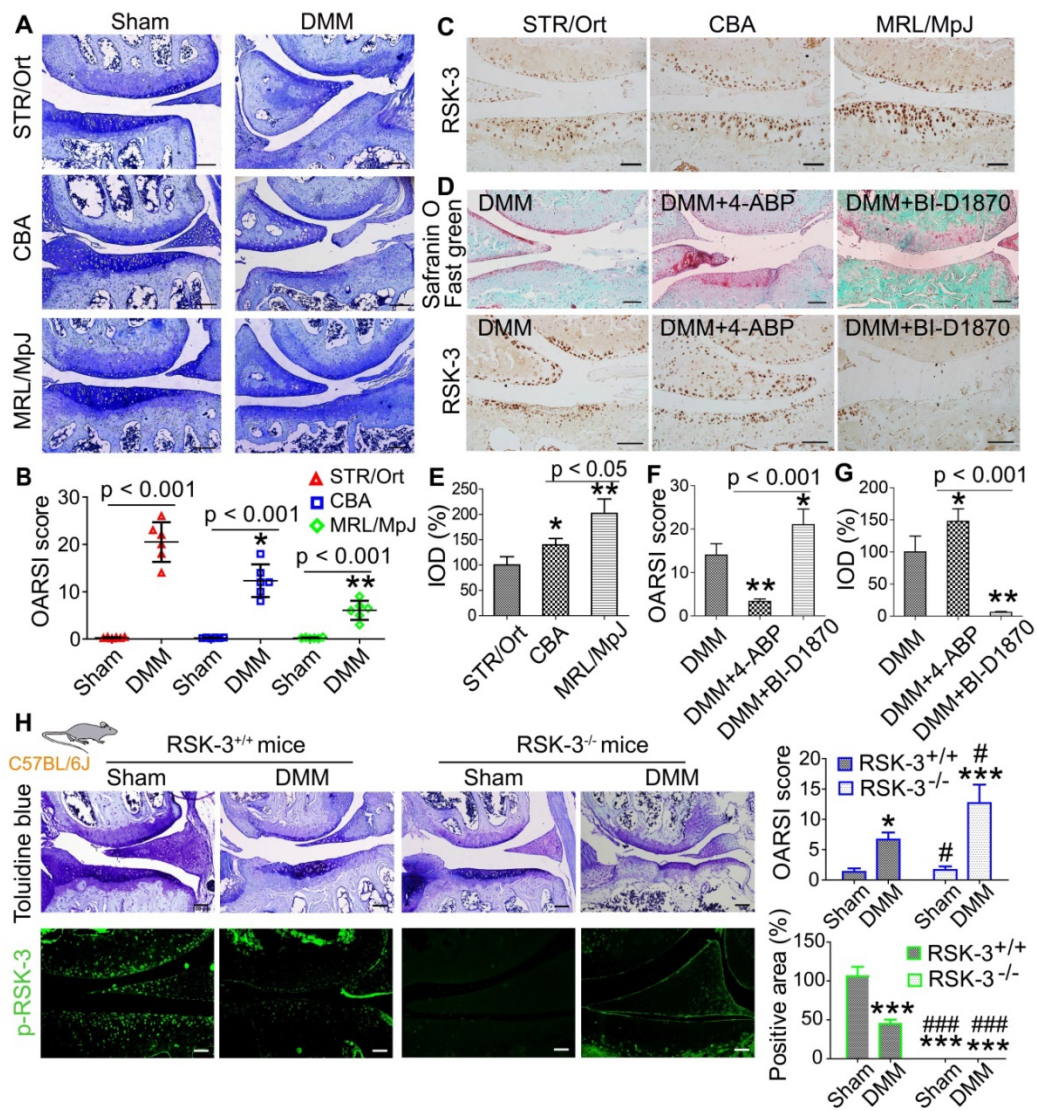 A
Sham
DMM
STR/Ort
CBA
MRL/MpJ
C
STR/Ort
CBA
MRL/MpJ
RSK-3
D
DMM
DMM+4-ABP
DMM+BI-D1870
Safranin O
Fast green
DMM
DMM+4-ABP
DMM+BI-D1870
RSK-3
B
STR/Ort
CBA
MRL/MpJ
p < 0.001
p < 0.001
p < 0.001
*
**
OARSI score
30
20
10
0
Sham
DMM
Sham
DMM
Sham
DMM
E
p < 0.05
*
**
IOD (%)
250
200
150
100
50
0
STR/Ort
CBA
MRL/MpJ
F
p < 0.001
**
*
OARSI score
30
20
10
0
DMM
DMM+4-ABP
DMM+BI-D1870
G
p < 0.001
*
**
IOD (%)
200
150
100
50
0
DMM
DMM+4-ABP
DMM+BI-D1870
H
C57BL/6J
RSK-3+/+ mice
RSK-3-/- mice
Sham
DMM
Sham
DMM
Toluidine blue
p-RSK-3
RSK-3+/+
RSK-3-/-
*
#
#
***
OARSI score
20
15
10
5
0
Sham
DMM
Sham
DMM
RSK-3+/+
RSK-3-/-
***
###
***
###
***
Positive area (%)
150
100
50
0
Sham
DMM
Sham
DMM